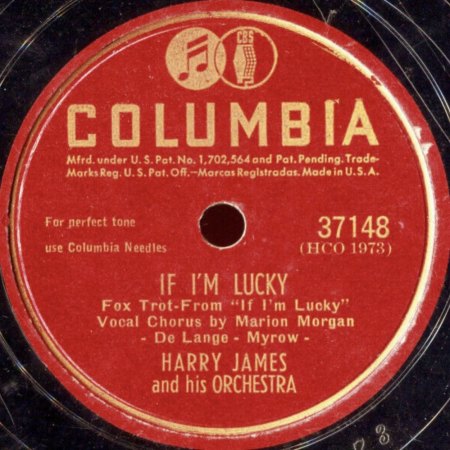 CBS
COLUMBIA
Mfrd. under U.S. Pat. No. 1,702,564 and Pat. Pending. Trade-
Marks Reg. U.S. Pat. Off.—Marcas Registradas. Made in U.S.A.
For perfect tone
use Columbia Needles
37148
(HCO 1973)
IF I'M LUCKY
Fox Trot-From "If I'm Lucky"
Vocal Chorus by Marion Morgan
- De Lange - Myrow -
HARRY JAMES
and his ORCHESTRA